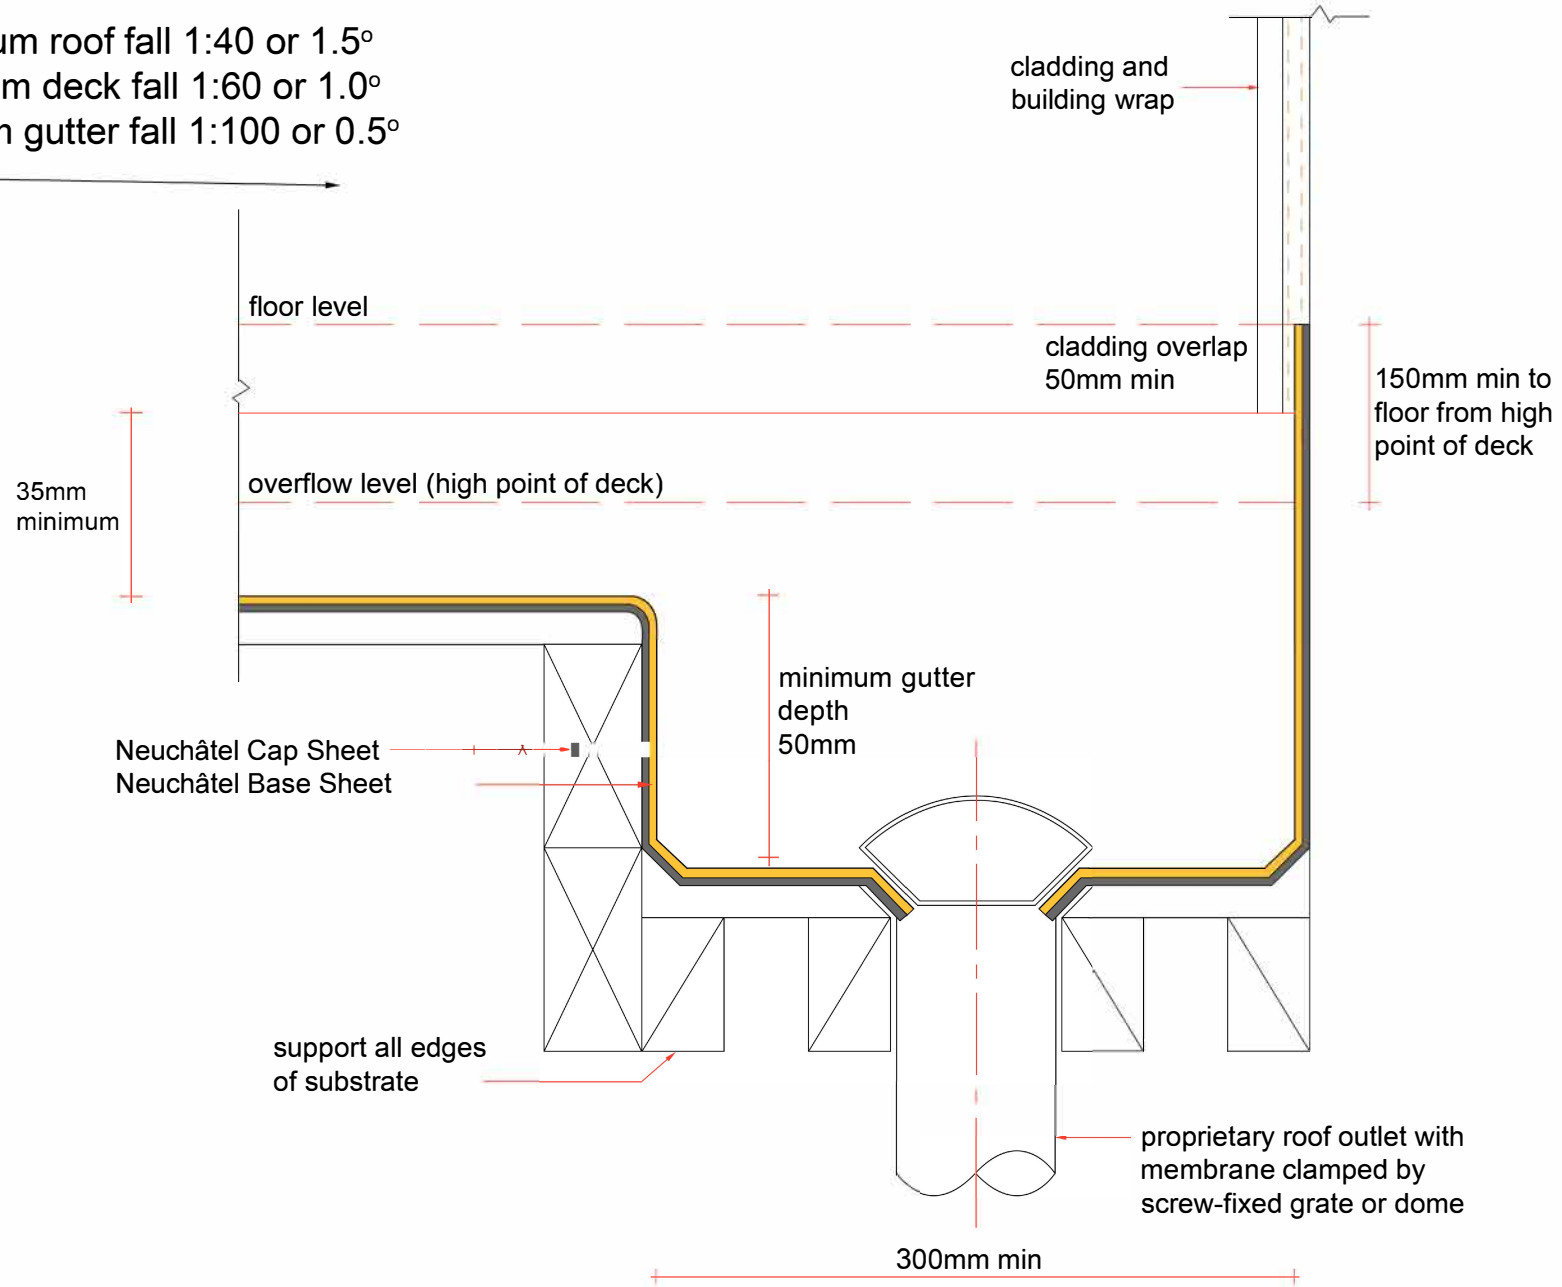 um roof fall 1:40 or 1.5º
m deck fall 1:60 or 1.0º
gutter fall 1:100 or 0.5º
cladding and
building wrap
floor level
cladding overlap
50mm min
150mm min to
floor from high
point of deck
35mm
minimum
overflow level (high point of deck)
minimum gutter
depth
50mm
Neuchâtel Cap Sheet
Neuchâtel Base Sheet
support all edges
of substrate
proprietary roof outlet with
membrane clamped by
screw-fixed grate or dome
300mm min